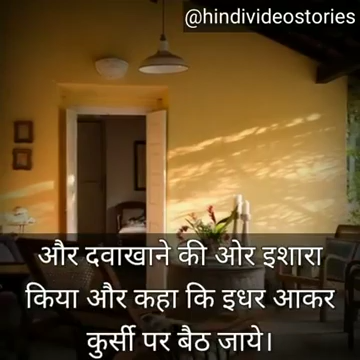 @hindivideostories
और दवाखाने की ओर इशारा
किया और कहा कि इधर आकर
कुर्सी पर बैठ जाये।